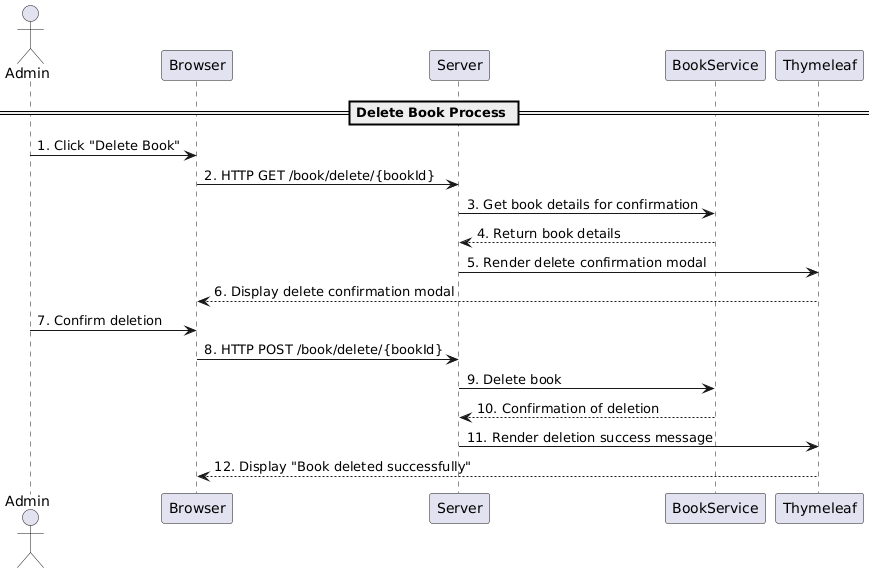 Admin
Browser
Server
BookService
Thymeleaf
Delete Book Process
1. Click "Delete Book"
2. HTTP GET /book/delete/{bookId}
3. Get book details for confirmation
4. Return book details
5. Render delete confirmation modal
6. Display delete confirmation modal
7. Confirm deletion
8. HTTP POST /book/delete/{bookId}
9. Delete book
10. Confirmation of deletion
11. Render deletion success message
12. Display "Book deleted successfully"
Admin
Browser
Server
BookService
Thymeleaf